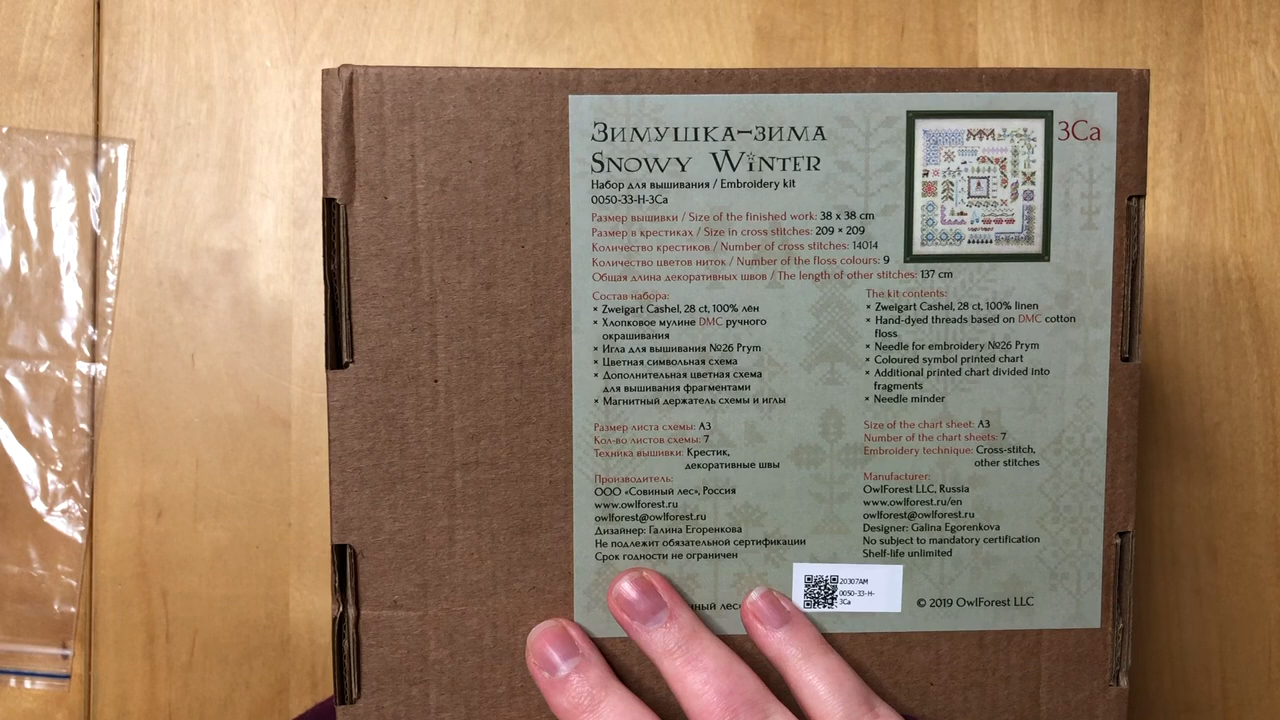 Зимушка-зима
3Ca
Snowy Winter
Набор для вышивания / Embroidery kit
0050-33-H-3Ca
Размер вышивки / Size of the finished work: 38 x 38 cm
Размер в крестиках / Size in cross stitches: 209 × 209
Количество крестиков / Number of cross stitches: 14014
Количество цветов ниток / Number of the floss colours: 9
Общая длина декоративных швов / The length of other stitches: 137 cm
Состав набора:
× Zweigart Cashel, 28 ct, 100% лён
× Хлопковое мулине DMC ручного
окрашивания
× Игла для вышивания №26 Prym
× Цветная символьная схема
× Дополнительная цветная схема
для вышивания фрагментами
× Магнитный держатель схемы и иглы
Размер листа схемы: А3
Кол-во листов схемы: 7
Техника вышивки: Крестик,
декоративные швы
Производитель:
ООО «Совиный лес», Россия
www.owlforest.ru
owlforest@owlforest.ru
Дизайнер: Галина Егоренкова
Не подлежит обязательной сертификации
Срок годности не ограничен
The kit contents:
× Zweigart Cashel, 28 ct, 100% linen
× Hand-dyed threads based on DMC cotton
floss
× Needle for embroidery №26 Prym
× Coloured symbol printed chart
× Additional printed chart divided into
fragments
× Needle minder
Size of the chart sheet: A3
Number of the chart sheets: 7
Embroidery technique: Cross-stitch,
other stitches
Manufacturer:
OwlForest LLC, Russia
www.owlforest.ru/en
owlforest@owlforest.ru
Designer: Galina Egorenkova
No subject to mandatory certification
Shelf-life unlimited
20307AM
0050-33-H-
3Ca
лес»
© 2019 OwlForest LLC